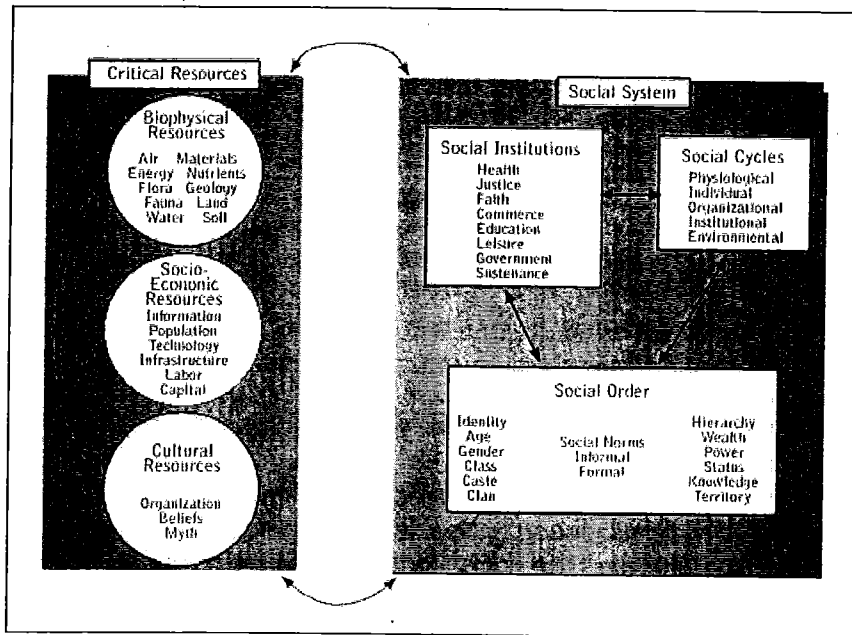 Critical Resources
Biophysical
Resources
Air Materials
Energy Nutrients
Flora Geology
Fauna Land
Water Soil
Socio-
Economic
Resources
Information
Population
Technology
Infrastructure
Labor
Capital
Cultural
Resources
Organization
Beliefs
Myth
Social System
Social Institutions
Health
Justice
Faith
Commerce
Education
Leisure
Government
Sustenance
Social Cycles
Physiological
Individual
Organizational
Institutional
Environmental
Social Order
Identity
Age
Gender
Class
Caste
Clan
Social Norms
Informal
Formal
Hierarchy
Wealth
Power
Status
Knowledge
Territory